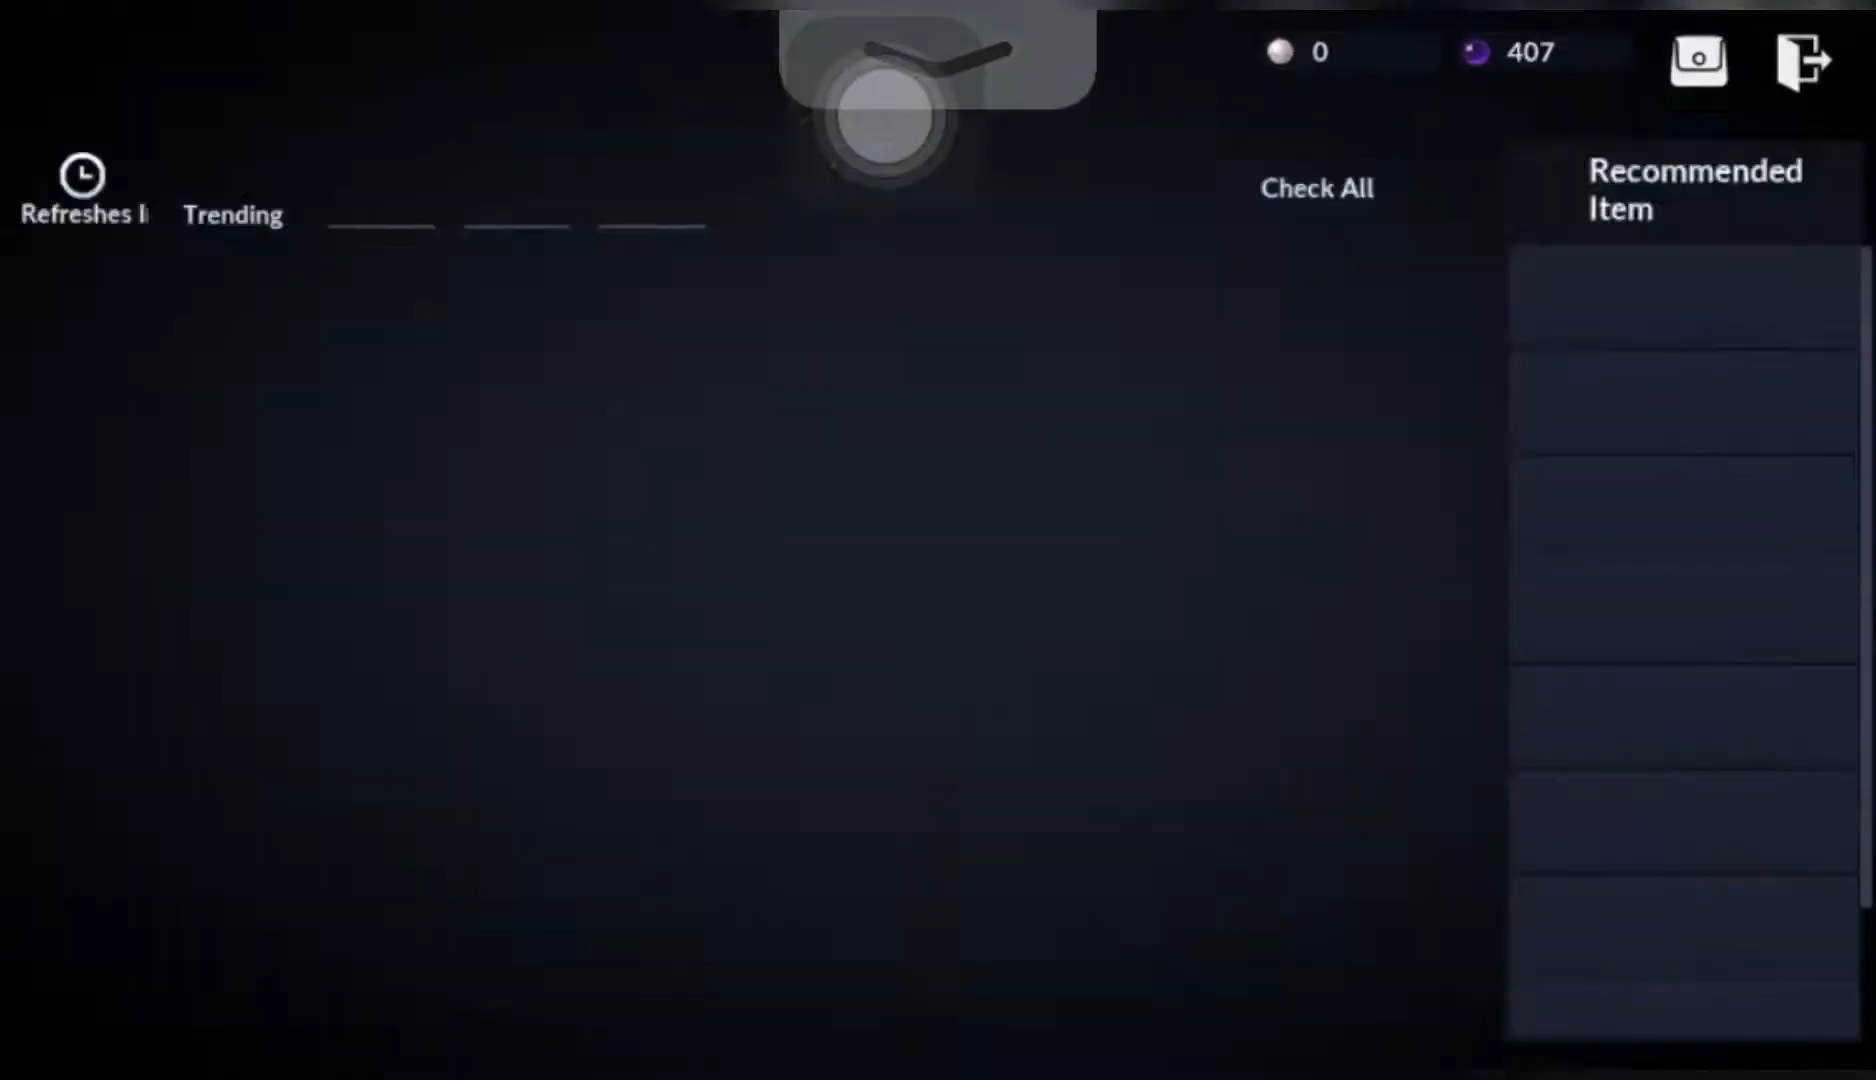 0
407
Refreshes I
Trending
Check All
Recommended
Item